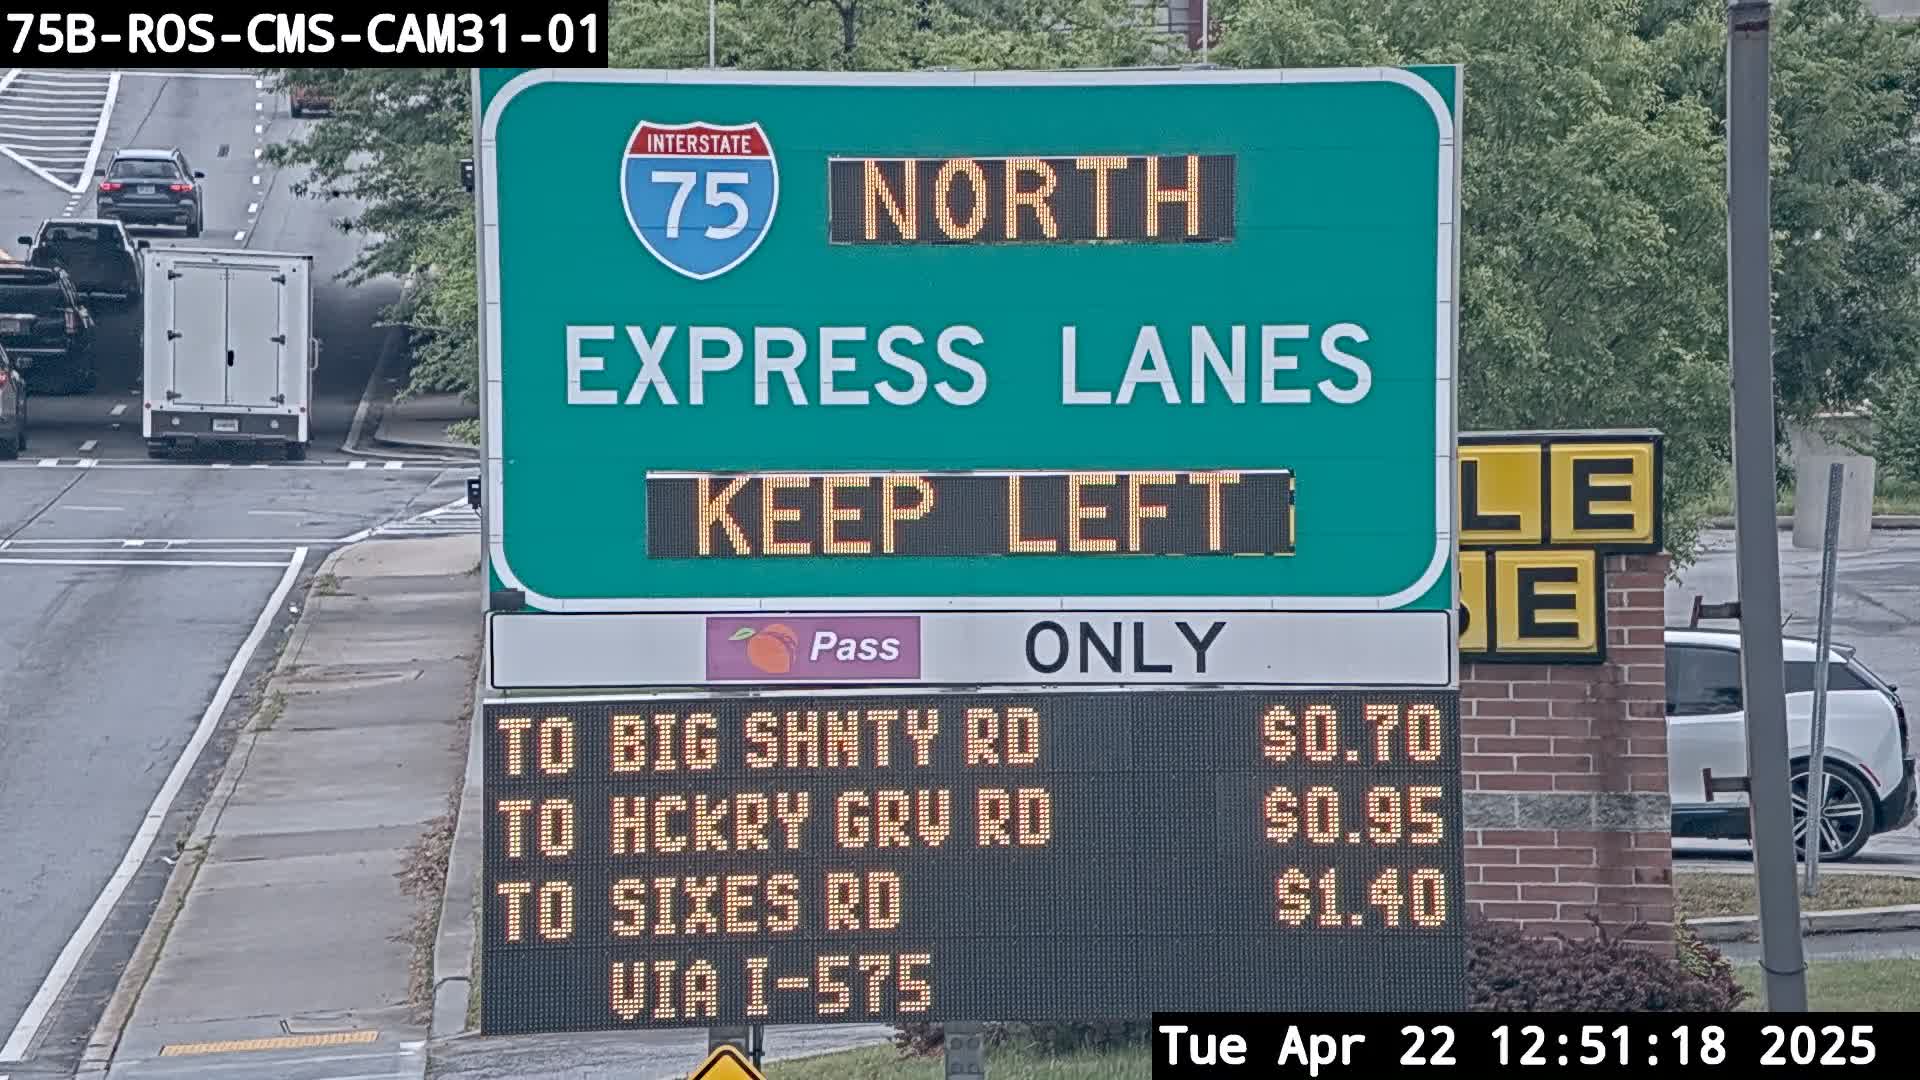 75B-ROS-CMS-CAM31-01
INTERSTATE
75
NORTH
EXPRESS LANES
KEEP LEFT
Pass ONLY
TO BIG SHNTY RD $0.70
TO HCKRY GRV RD $0.95
TO SIXES RD $1.40
VIA I-575
LE
E
Tue Apr 22 12:51:18 2025